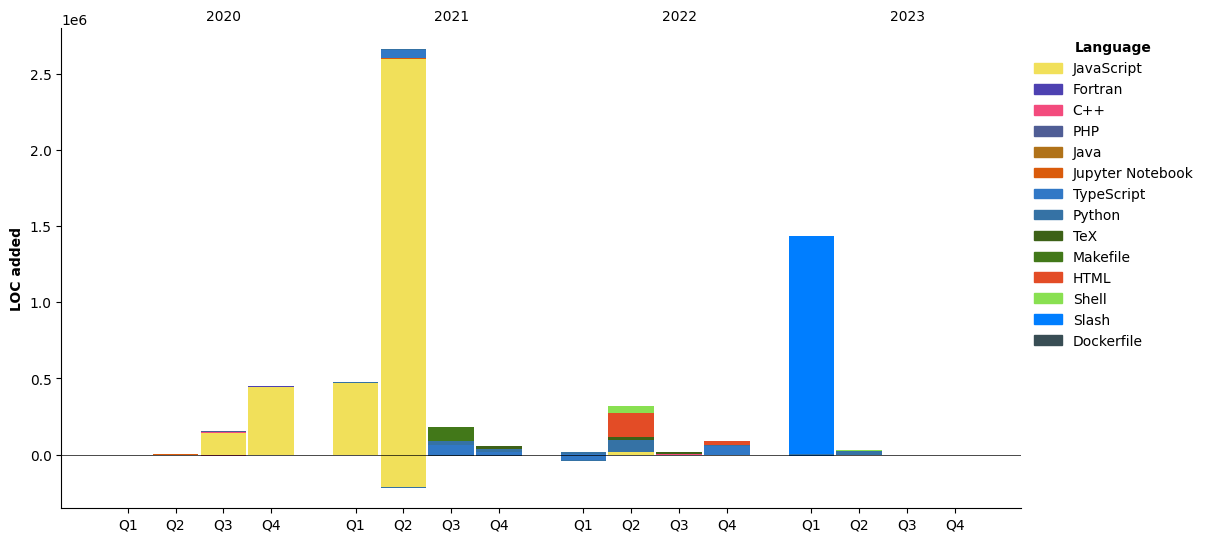 1e6
2020 2021 2022 2023
LOC added
2.5
2.0
1.5
1.0
0.5
0.0
Q1 Q2 Q3 Q4 Q1 Q2 Q3 Q4 Q1 Q2 Q3 Q4 Q1 Q2 Q3 Q4
Language
JavaScript
Fortran
C++
PHP
Java
Jupyter Notebook
TypeScript
Python
TeX
Makefile
HTML
Shell
Slash
Dockerfile